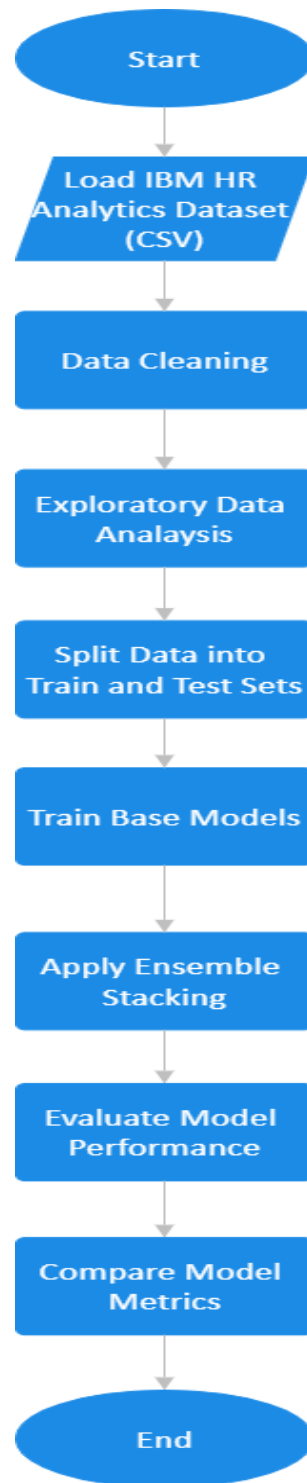 Start
Load IBM HR
Analytics Dataset
(CSV)
Data Cleaning
Exploratory Data
Analaysis
Split Data into
Train and Test Sets
Train Base Models
Apply Ensemble
Stacking
Evaluate Model
Performance
Compare Model
Metrics
End